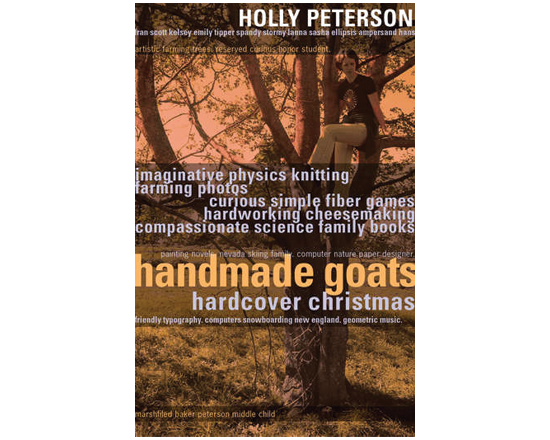 HOLLY PETERSON
fran scott kelsey emily tipper spandy stormy lanna sasha ellipsis ampersand hans
artistic farming trees. reserved curious honor student.
imaginative physics knitting
farming photos
curious simple fiber games
hardworking cheesemaking
compassionate science family books
painting novels. nevada skiing family. computer nature paper designer.
handmade goats
hardcover christmas
friendly typography. computers snowboarding new england. geometric music.
marshfiled baker peterson middle child